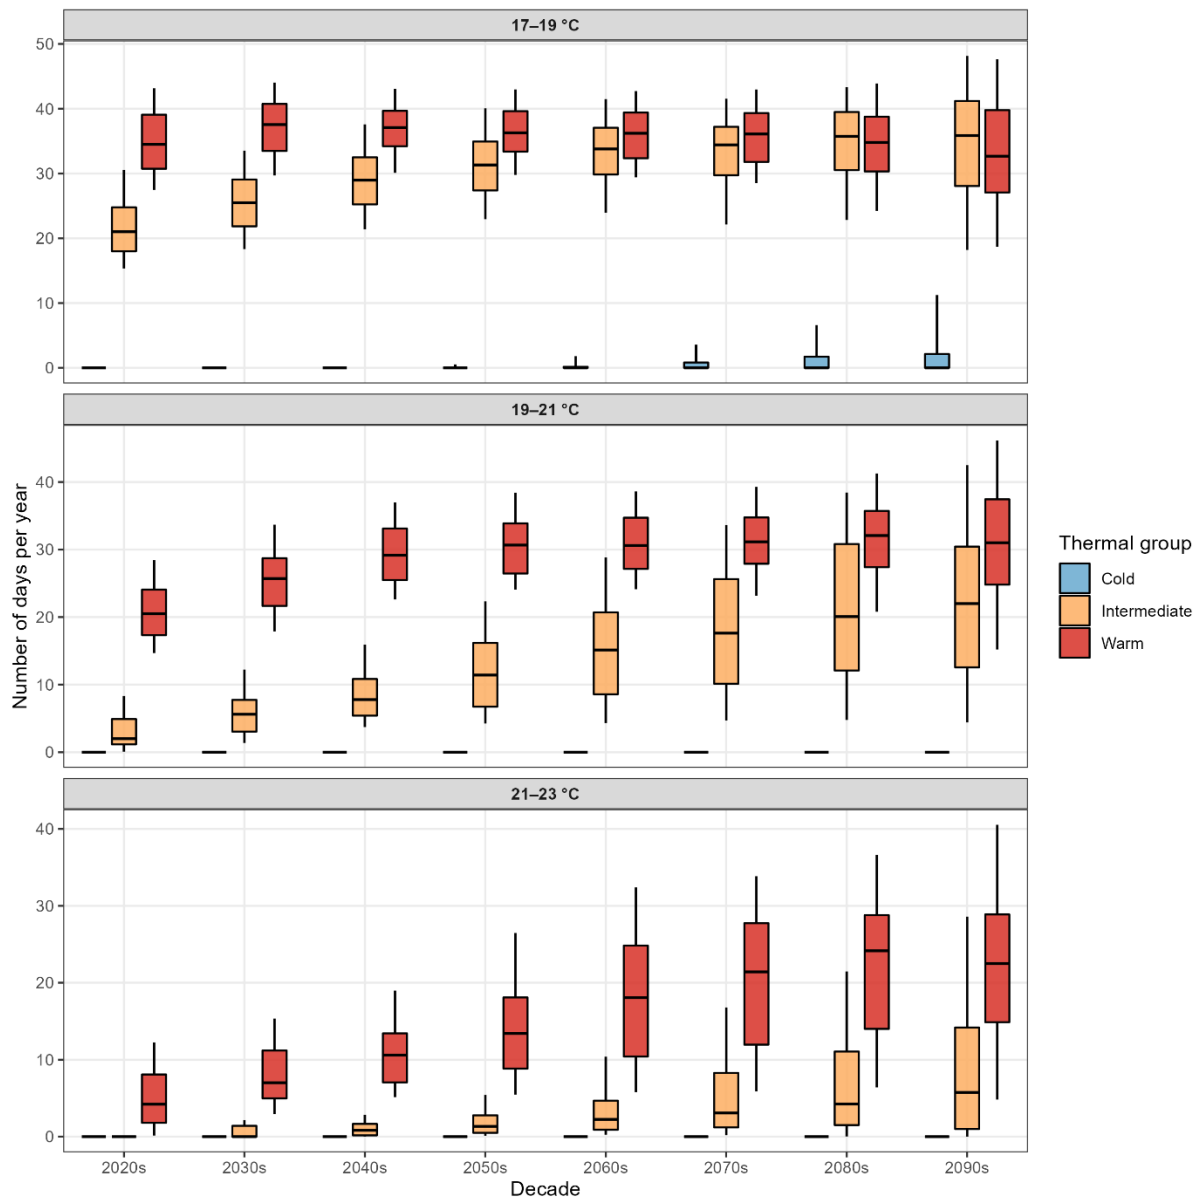 17–19 °C
50
40
30
20
10
0
19–21 °C
40
30
20
10
0
21–23 °C
40
30
20
10
0
2020s 2030s 2040s 2050s 2060s 2070s 2080s 2090s
Decade
Number of days per year
Thermal group
Cold
Intermediate
Warm